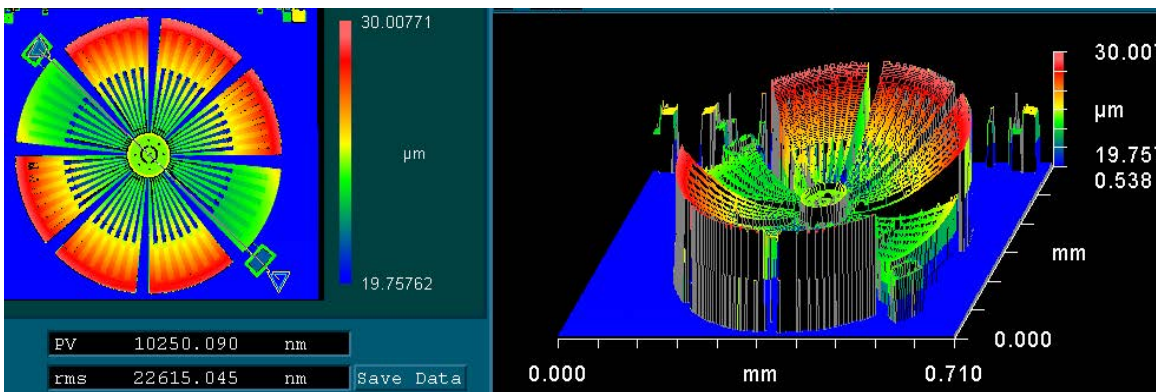 30.00771
µm
19.75762
PV 10250.090 nm
rms 22615.045 nm Save Data
30.007
µm
19.757
0.538
mm
0.000
0.000 mm 0.710